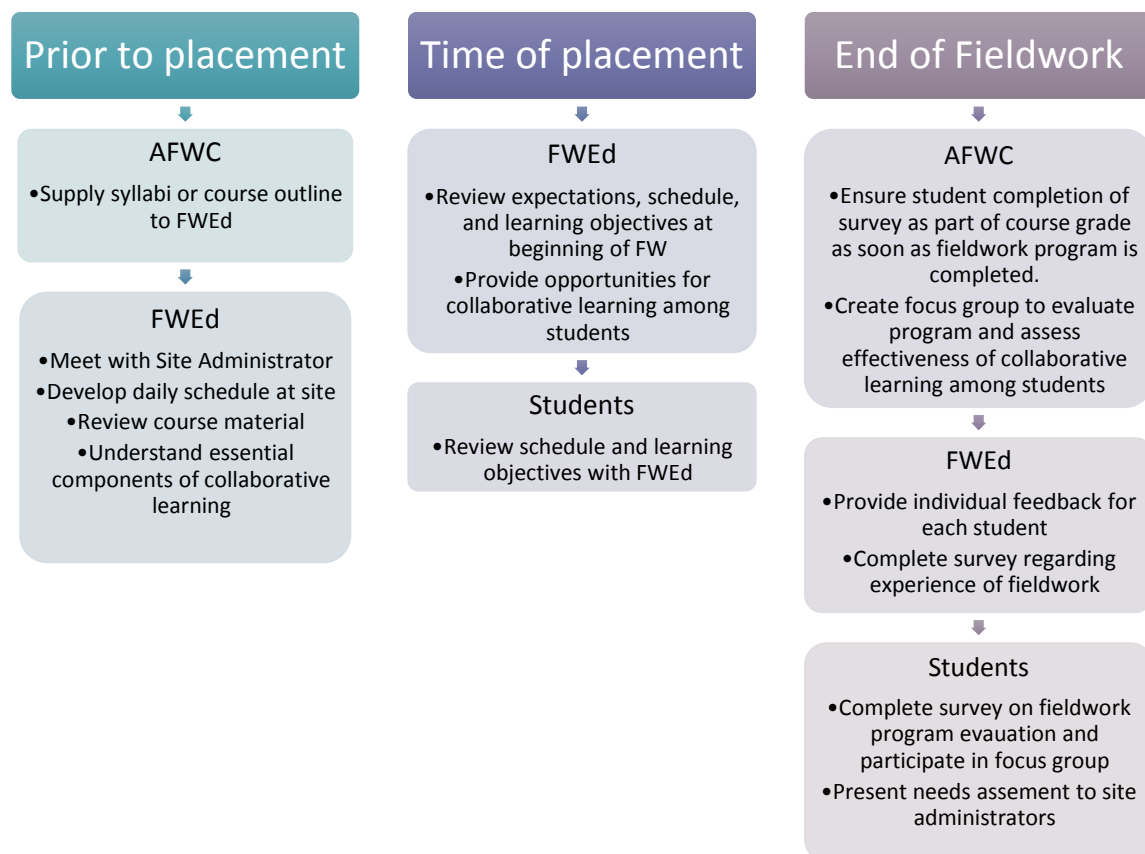 Prior to placement
AFWC
•Supply syllabi or course outline
to FWEd
FWEd
•Meet with Site Administrator
•Develop daily schedule at site
•Review course material
•Understand essential
components of collaborative
learning
Time of placement
FWEd
•Review expectations, schedule,
and learning objectives at
beginning of FW
•Provide opportunities for
collaborative learning among
students
Students
•Review schedule and learning
objectives with FWEd
End of Fieldwork
AFWC
•Ensure student completion of
survey as part of course grade
as soon as fieldwork program is
completed.
•Create focus group to evaluate
program and assess
effectiveness of collaborative
learning among students
FWEd
•Provide individual feedback for
each student
•Complete survey regarding
experience of fieldwork
Students
•Complete survey on fieldwork
program evauation and
participate in focus group
•Present needs assement to site
administrators